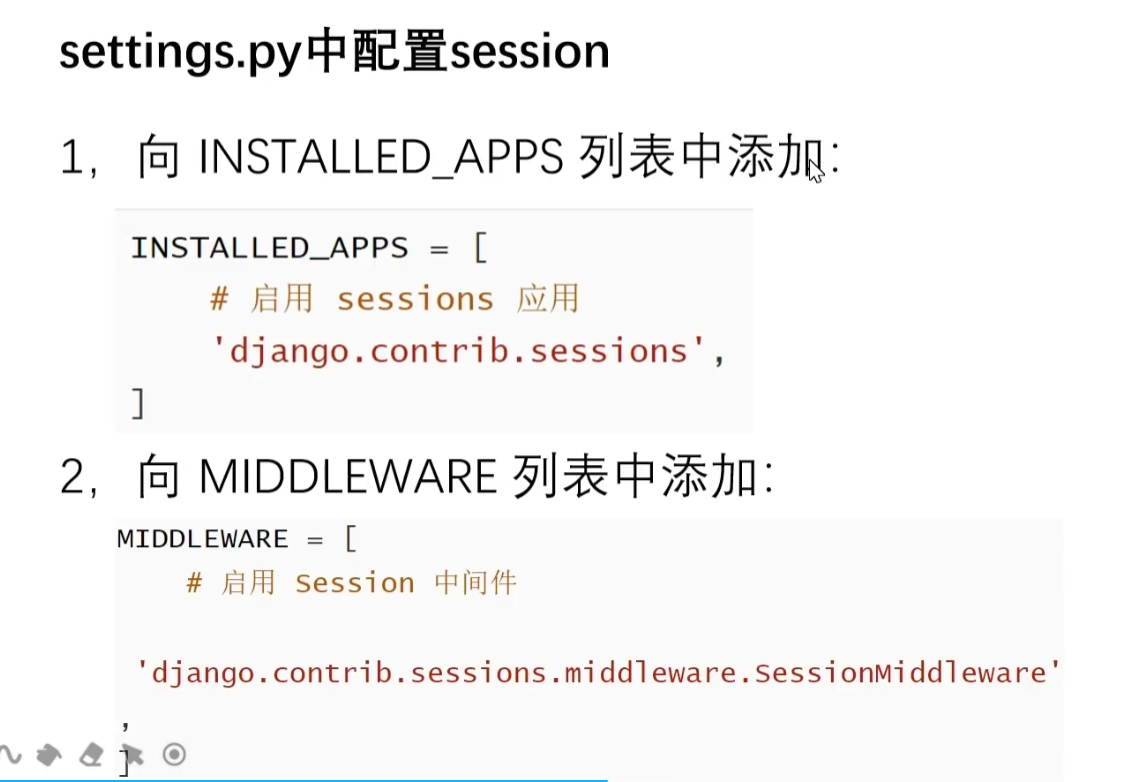 settings.py中配置session
1, 向 INSTALLED_APPS 列表中添加:
INSTALLED_APPS = [
# 启用 sessions 应用
'django.contrib.sessions',
]
2, 向 MIDDLEWARE 列表中添加:
MIDDLEWARE = [
# 启用 Session 中间件
'django.contrib.sessions.middleware.SessionMiddleware'
,
]